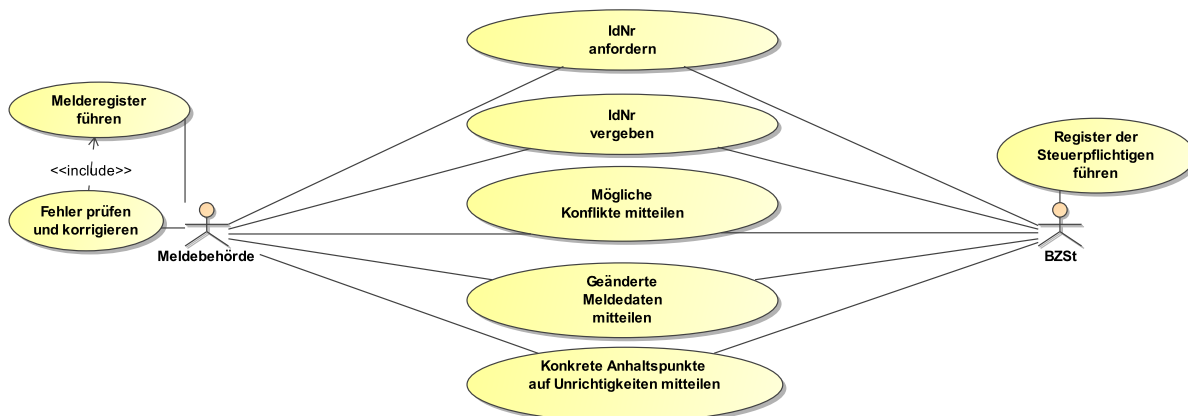 IdNr
anfordern
Melderegister
führen
IdNr
vergeben
Register der
Steuerpflichtigen
führen
<<include>>
Mögliche
Konflikte mitteilen
Fehler prüfen
und korrigieren
Meldebehörde
BZSt
Geänderte
Meldedaten
mitteilen
Konkrete Anhaltspunkte
auf Unrichtigkeiten mitteilen